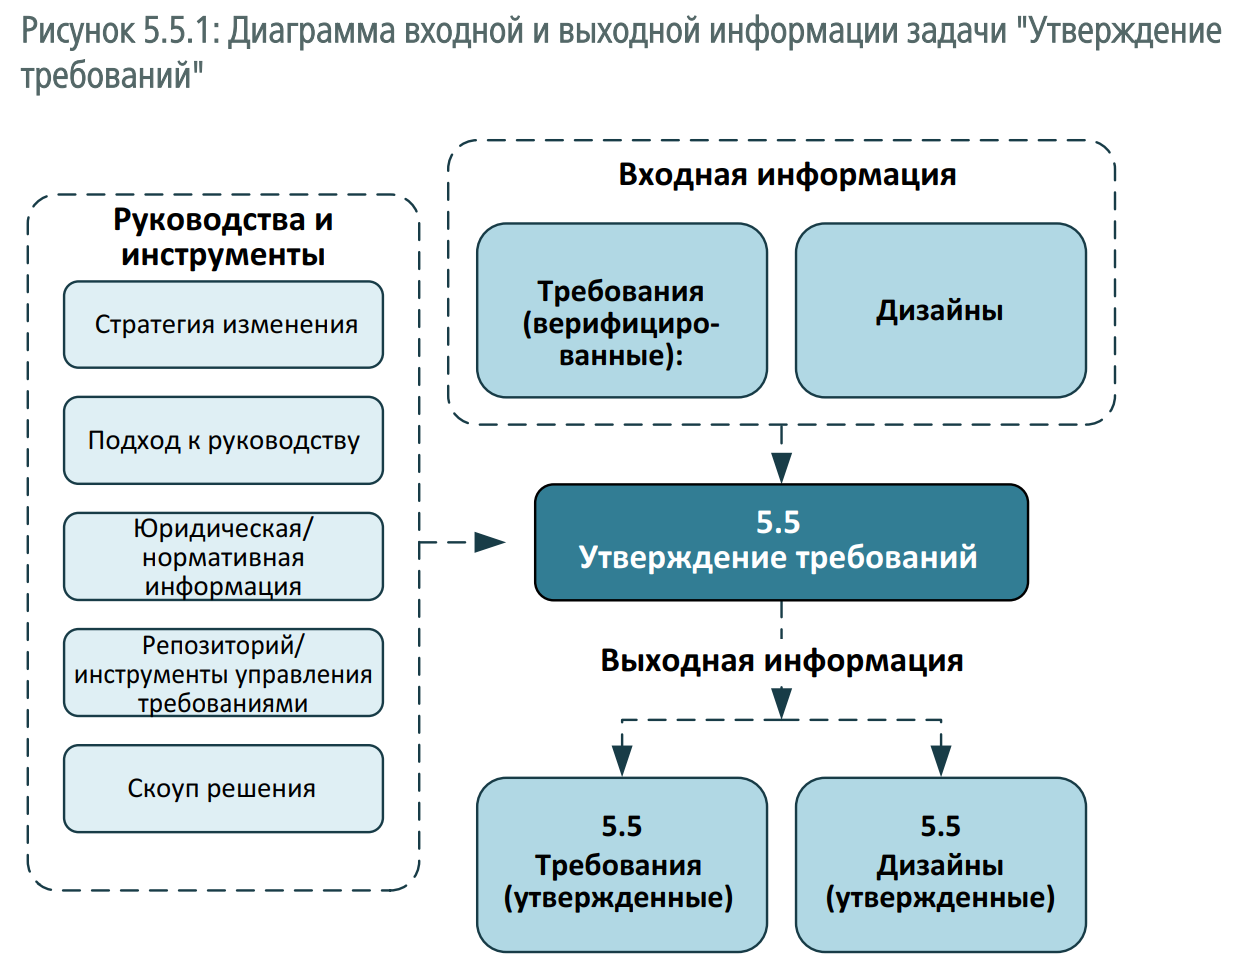 Рисунок 5.5.1: Диаграмма входной и выходной информации задачи "Утверждение
требований"
Руководства и
инструменты
Стратегия изменения
Подход к руководству
Юридическая/
нормативная
информация
Репозиторий/
инструменты управления
требованиями
Скоуп решения
Входная информация
Требования
(верифициро-
ванные):
Дизайны
5.5
Утверждение требований
Выходная информация
5.5
Требования
(утвержденные)
5.5
Дизайны
(утвержденные)